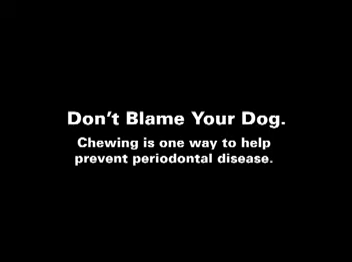 Don't Blame Your Dog.
Chewing is one way to help
prevent periodontal disease.